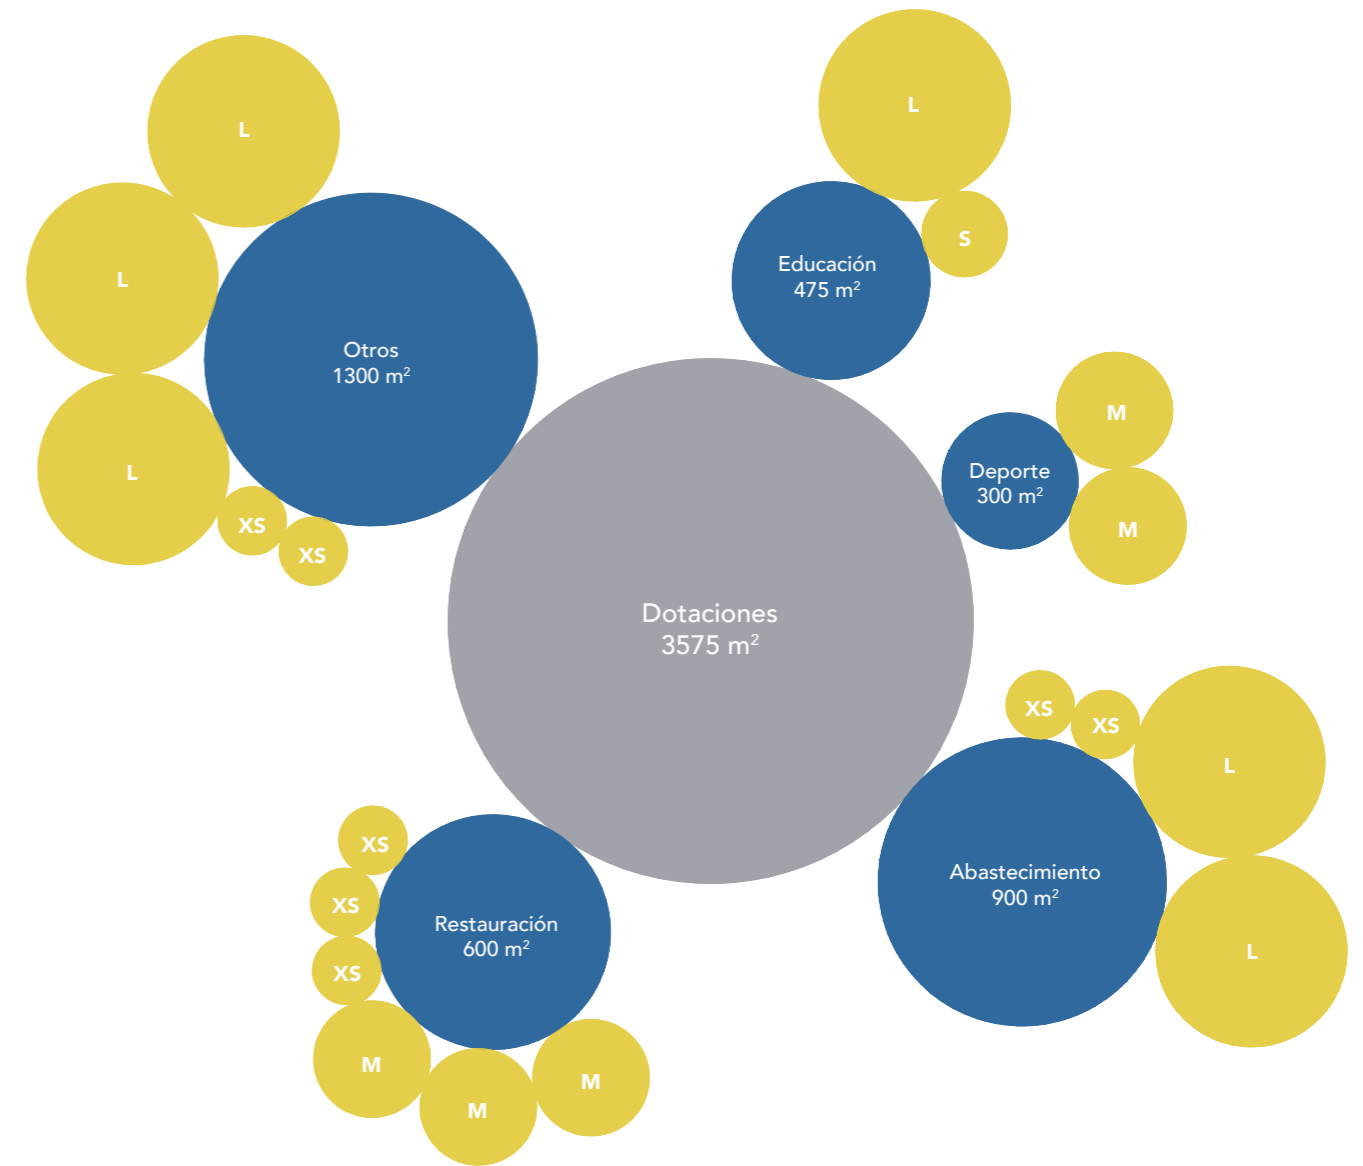 L
L
L
Otros
1300 m²
XS
XS
L
S
Educación
475 m²
M
M
Deporte
300 m²
Dotaciones
3575 m²
XS
XS
L
L
Abastecimiento
900 m²
XS
XS
XS
Restauración
600 m²
M
M
M